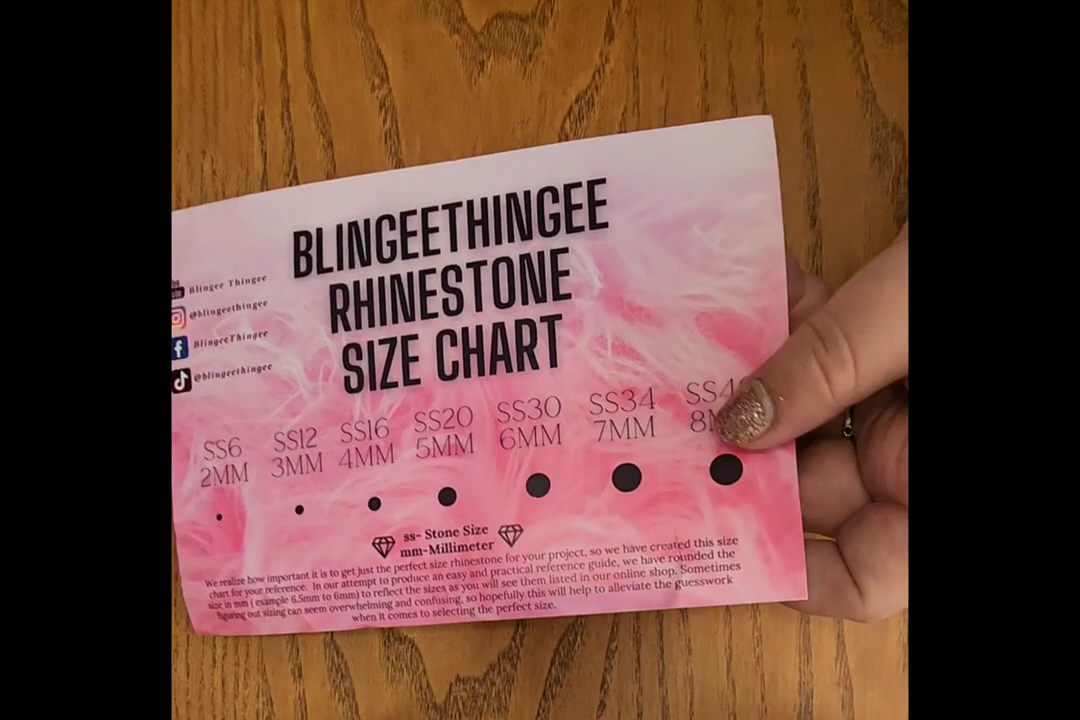 BLINGEETHINGEE
RHINESTONE
SIZE CHART
Blingee Thingee
@blingeethingee
BlingeeThingee
@blingeethingee
SS6 SS12 SS16 SS20 SS30 SS34
2MM 3MM 4MM 5MM 6MM 7MM
ss- Stone Size
mm-Millimeter
We realize how important it is to get just the perfect size rhinestone for your project, so we have created this size
chart for your reference. In our attempt to produce an easy and practical reference guide, we have rounded the
size in mm ( example 6.5mm to 6mm) to reflect the sizes as you will see them listed in our online shop. Sometimes
figuring out sizing can seem overwhelming and confusing, so hopefully this will help to alleviate the guesswork
when it comes to selecting the perfect size.